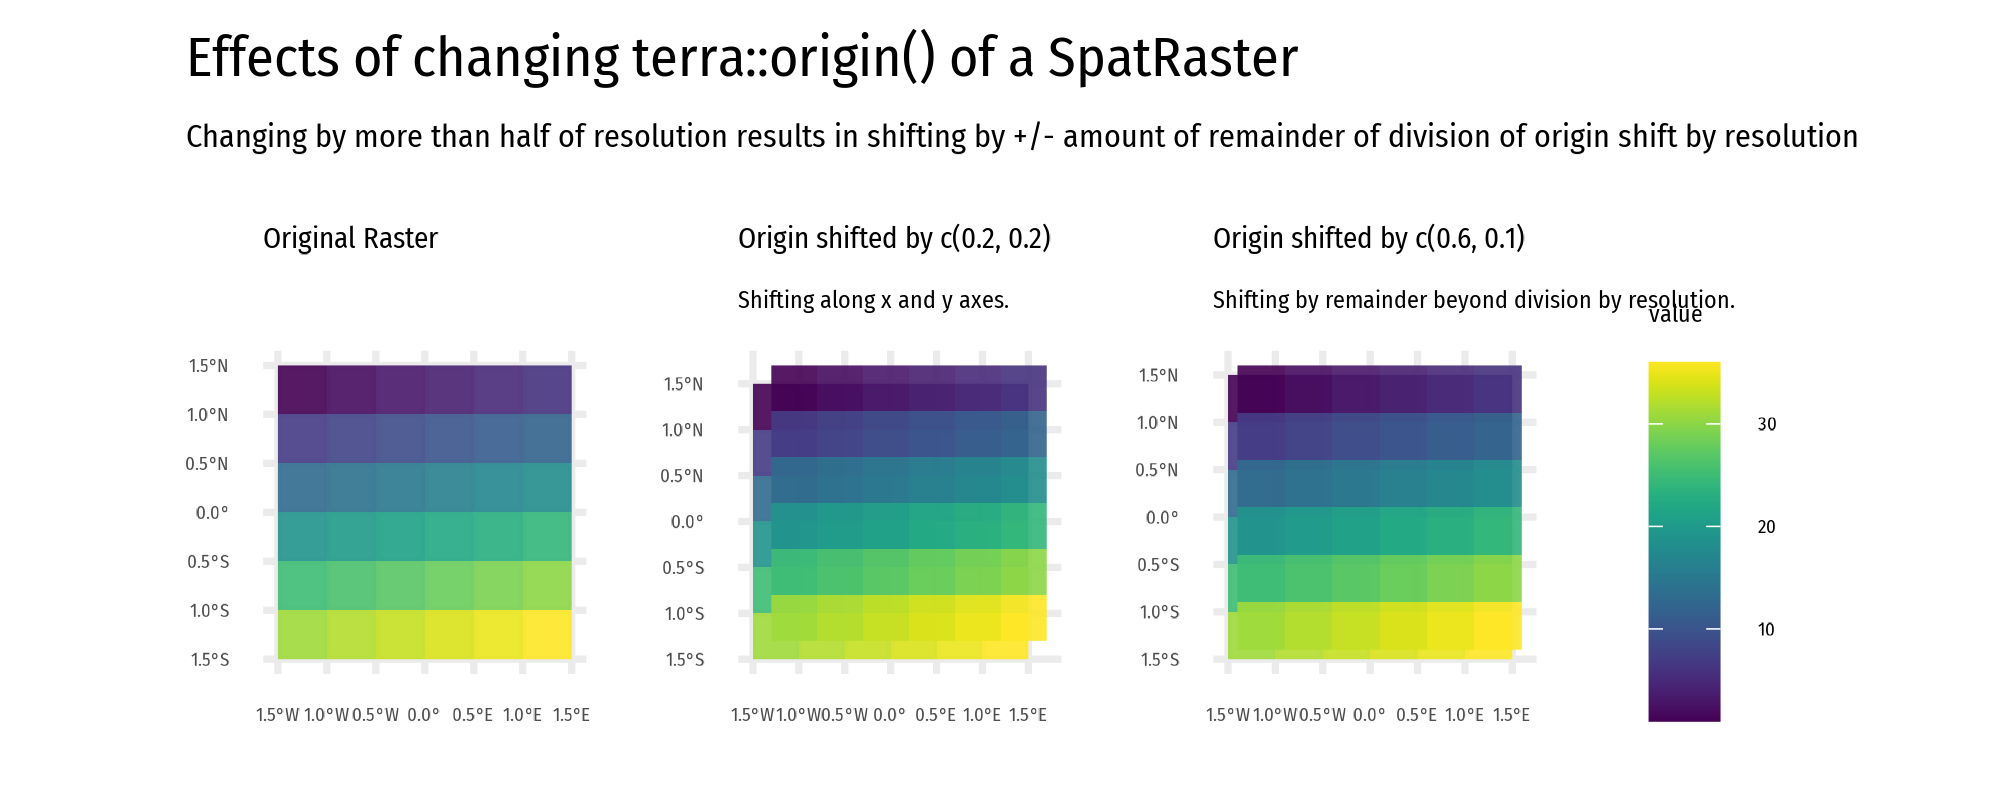 Effects of changing terra::origin() of a SpatRaster
Changing by more than half of resolution results in shifting by +/- amount of remainder of division of origin shift by resolution
Original Raster
1.5°N
1.0°N
0.5°N
0.0°
0.5°S
1.0°S
1.5°S
1.5°W 1.0°W 0.5°W 0.0° 0.5°E 1.0°E 1.5°E
Origin shifted by c(0.2, 0.2)
Shifting along x and y axes.
1.5°N
1.0°N
0.5°N
0.0°
0.5°S
1.0°S
1.5°S
1.5°W 1.0°W 0.5°W 0.0° 0.5°E 1.0°E 1.5°E
Origin shifted by c(0.6, 0.1)
Shifting by remainder beyond division by resolution.
1.5°N
1.0°N
0.5°N
0.0°
0.5°S
1.0°S
1.5°S
1.5°W 1.0°W 0.5°W 0.0° 0.5°E 1.0°E 1.5°E
value
30
20
10